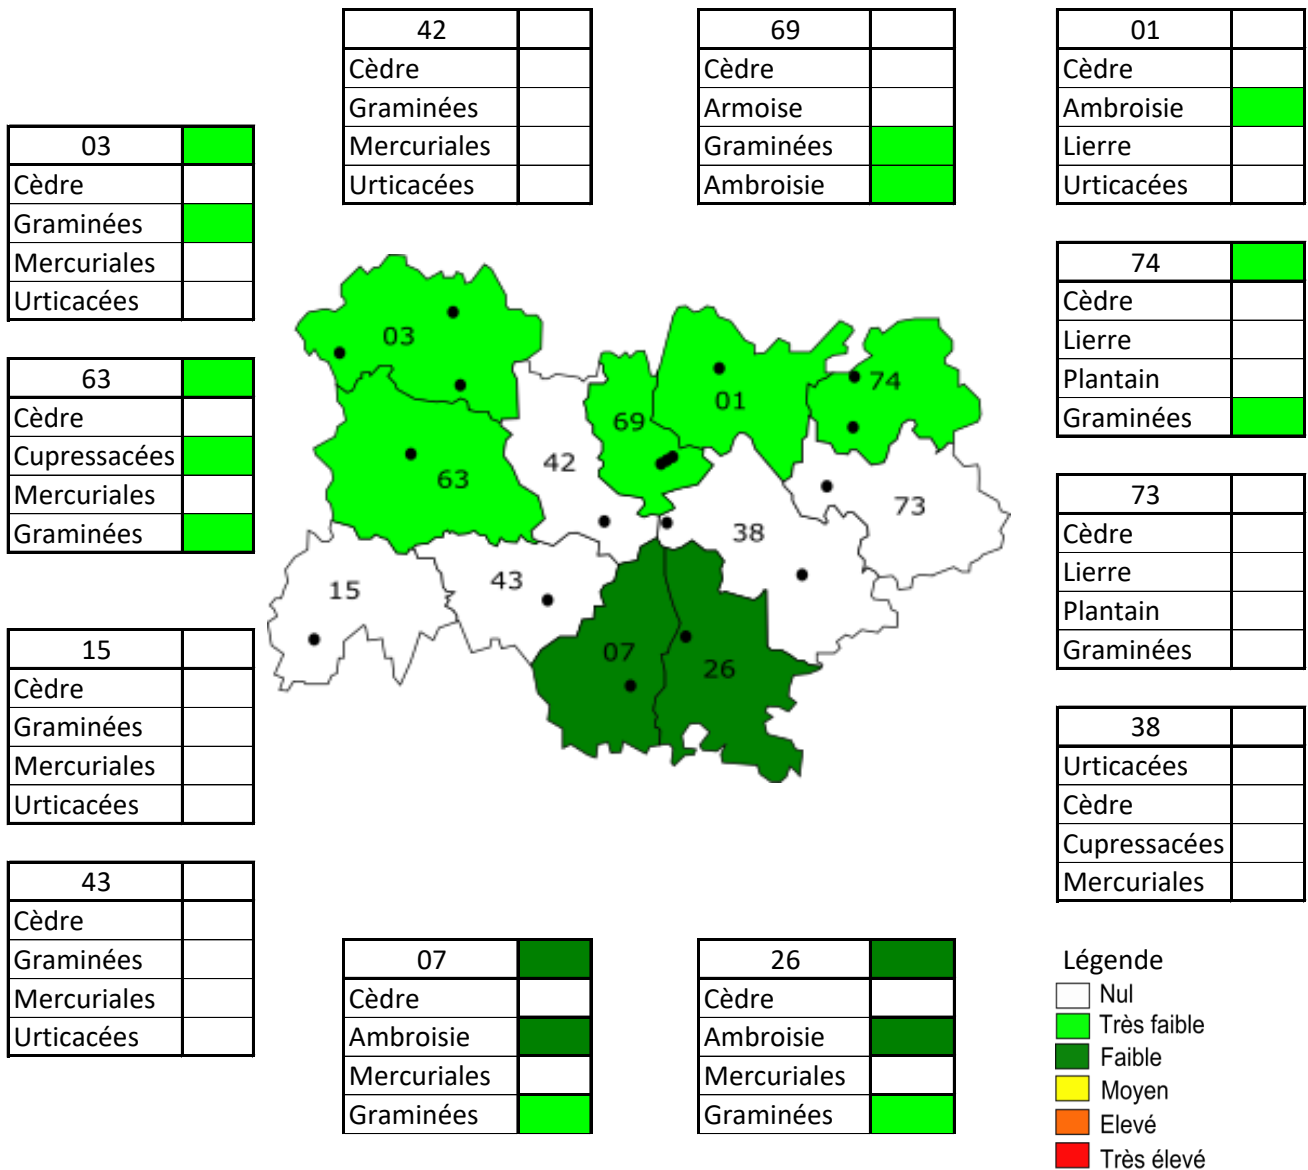 42
Cèdre
Graminées
Mercuriales
Urticacées
69
Cèdre
Armoise
Graminées
Ambroisie
01
Cèdre
Ambroisie
Lierre
Urticacées
03
Cèdre
Graminées
Mercuriales
Urticacées
74
Cèdre
Lierre
Plantain
Graminées
63
Cèdre
Cupressacées
Mercuriales
Graminées
03
74
01
69
42
63
73
38
43
15
07
26
73
Cèdre
Lierre
Plantain
Graminées
15
Cèdre
Graminées
Mercuriales
Urticacées
38
Urticacées
Cèdre
Cupressacées
Mercuriales
43
Cèdre
Graminées
Mercuriales
Urticacées
07
Cèdre
Ambroisie
Mercuriales
Graminées
26
Cèdre
Ambroisie
Mercuriales
Graminées
Légende
Nul
Très faible
Faible
Moyen
Elevé
Très élevé